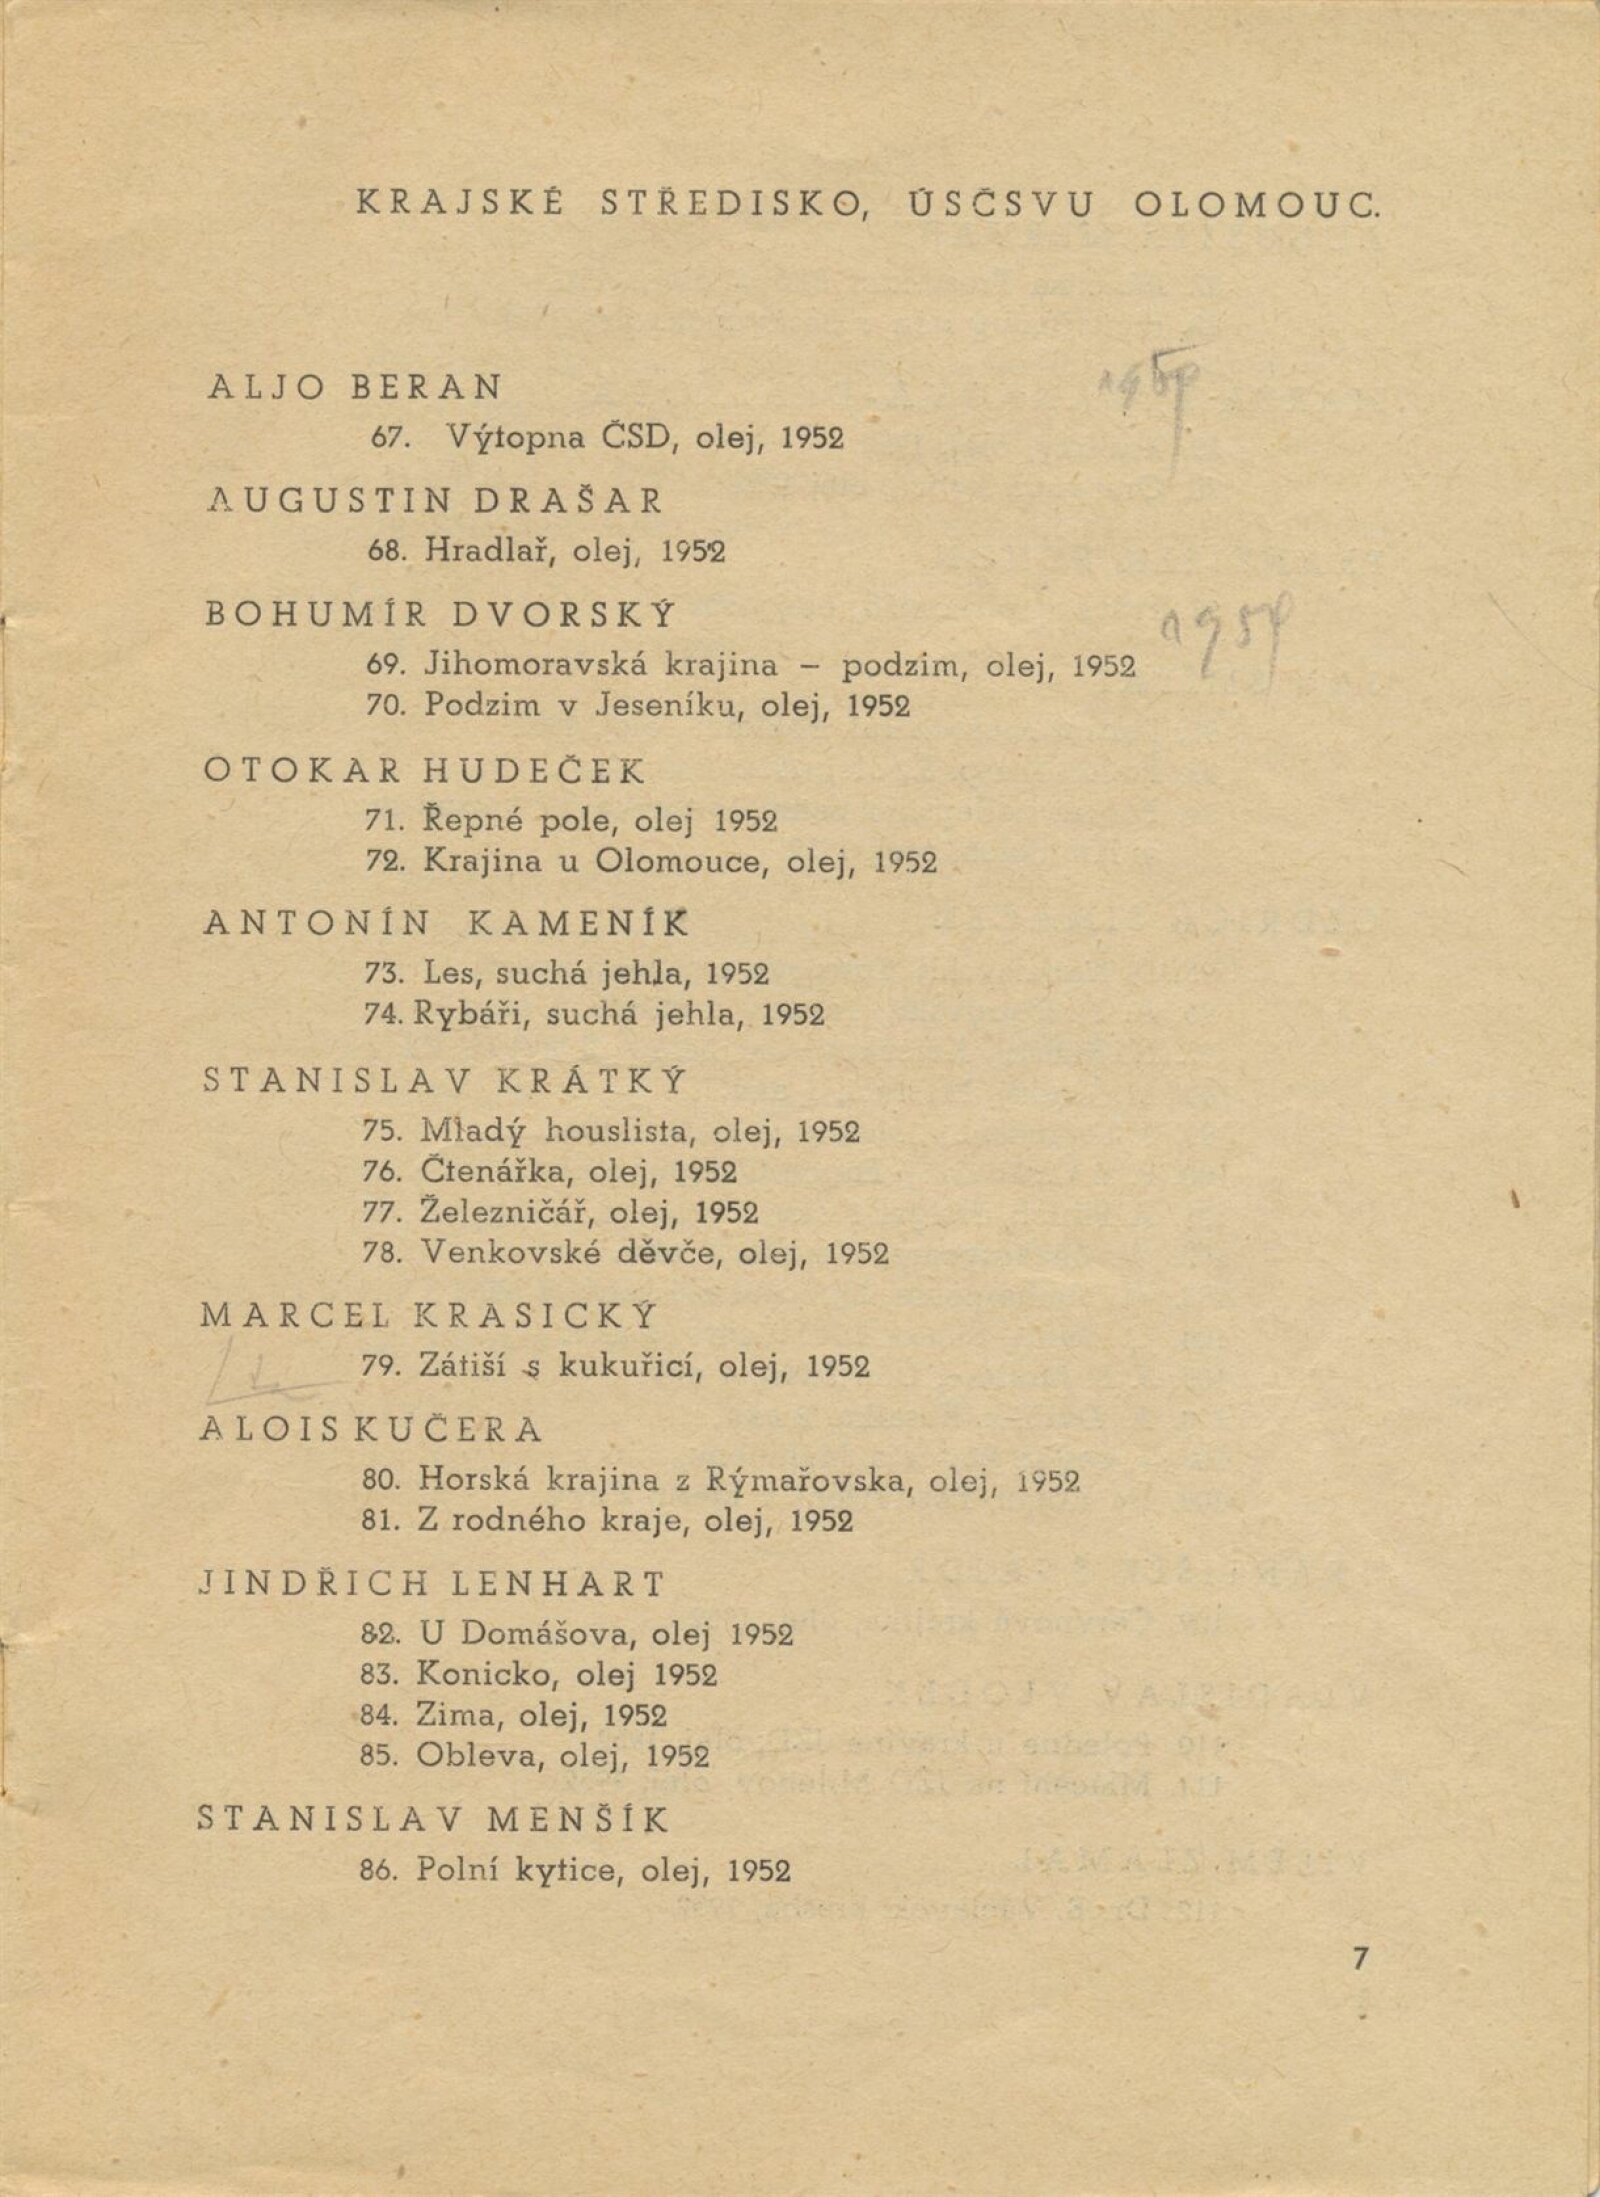 KRAJSKÉ STŘEDISKO, ÚSČSVU OLOMOUC.
ALJO BERAN
67. Výtopna ČSD, olej, 1952
AUGUSTIN DRAŠAR
68. Hradlař, olej, 1952
BOHUMÍR DVORSKÝ
1957
69. Jihomoravská krajina – podzim, olej, 1952
70. Podzim v Jeseníku, olej, 1952
OTOKAR HUDEČEK
71. Řepné pole, olej 1952
72. Krajina u Olomouce, olej, 1952
ANTONÍN KAMENÍK
73. Les, suchá jehla, 1952
74. Rybáři, suchá jehla, 1952
STANISLAV KRÁTKÝ
75. Mladý houslista, olej, 1952
76. Čtenářka, olej, 1952
77. Železničář, olej, 1952
78. Venkovské děvče, olej, 1952
MARCEL KRASICKÝ
79. Zátiší s kukuřicí, olej, 1952
ALOIS KUČERA
80. Horská krajina z Rýmařovska, olej, 1952
81. Z rodného kraje, olej, 1952
JINDŘICH LENHART
82. U Domášova, olej 1952
83. Konicko, olej 1952
84. Zima, olej, 1952
85. Obleva, olej, 1952
STANISLAV MENŠÍK
86. Polní kytice, olej, 1952
7